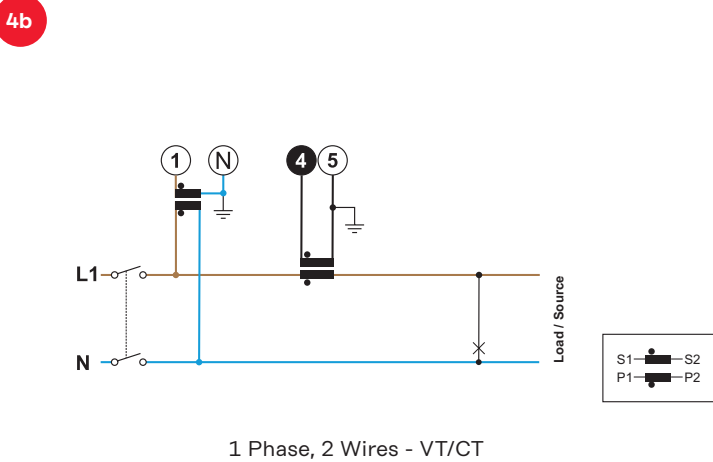 4b
1 N 4 5
L1
N
Load / Source
S1 S2
P1 P2
1 Phase, 2 Wires - VT/CT